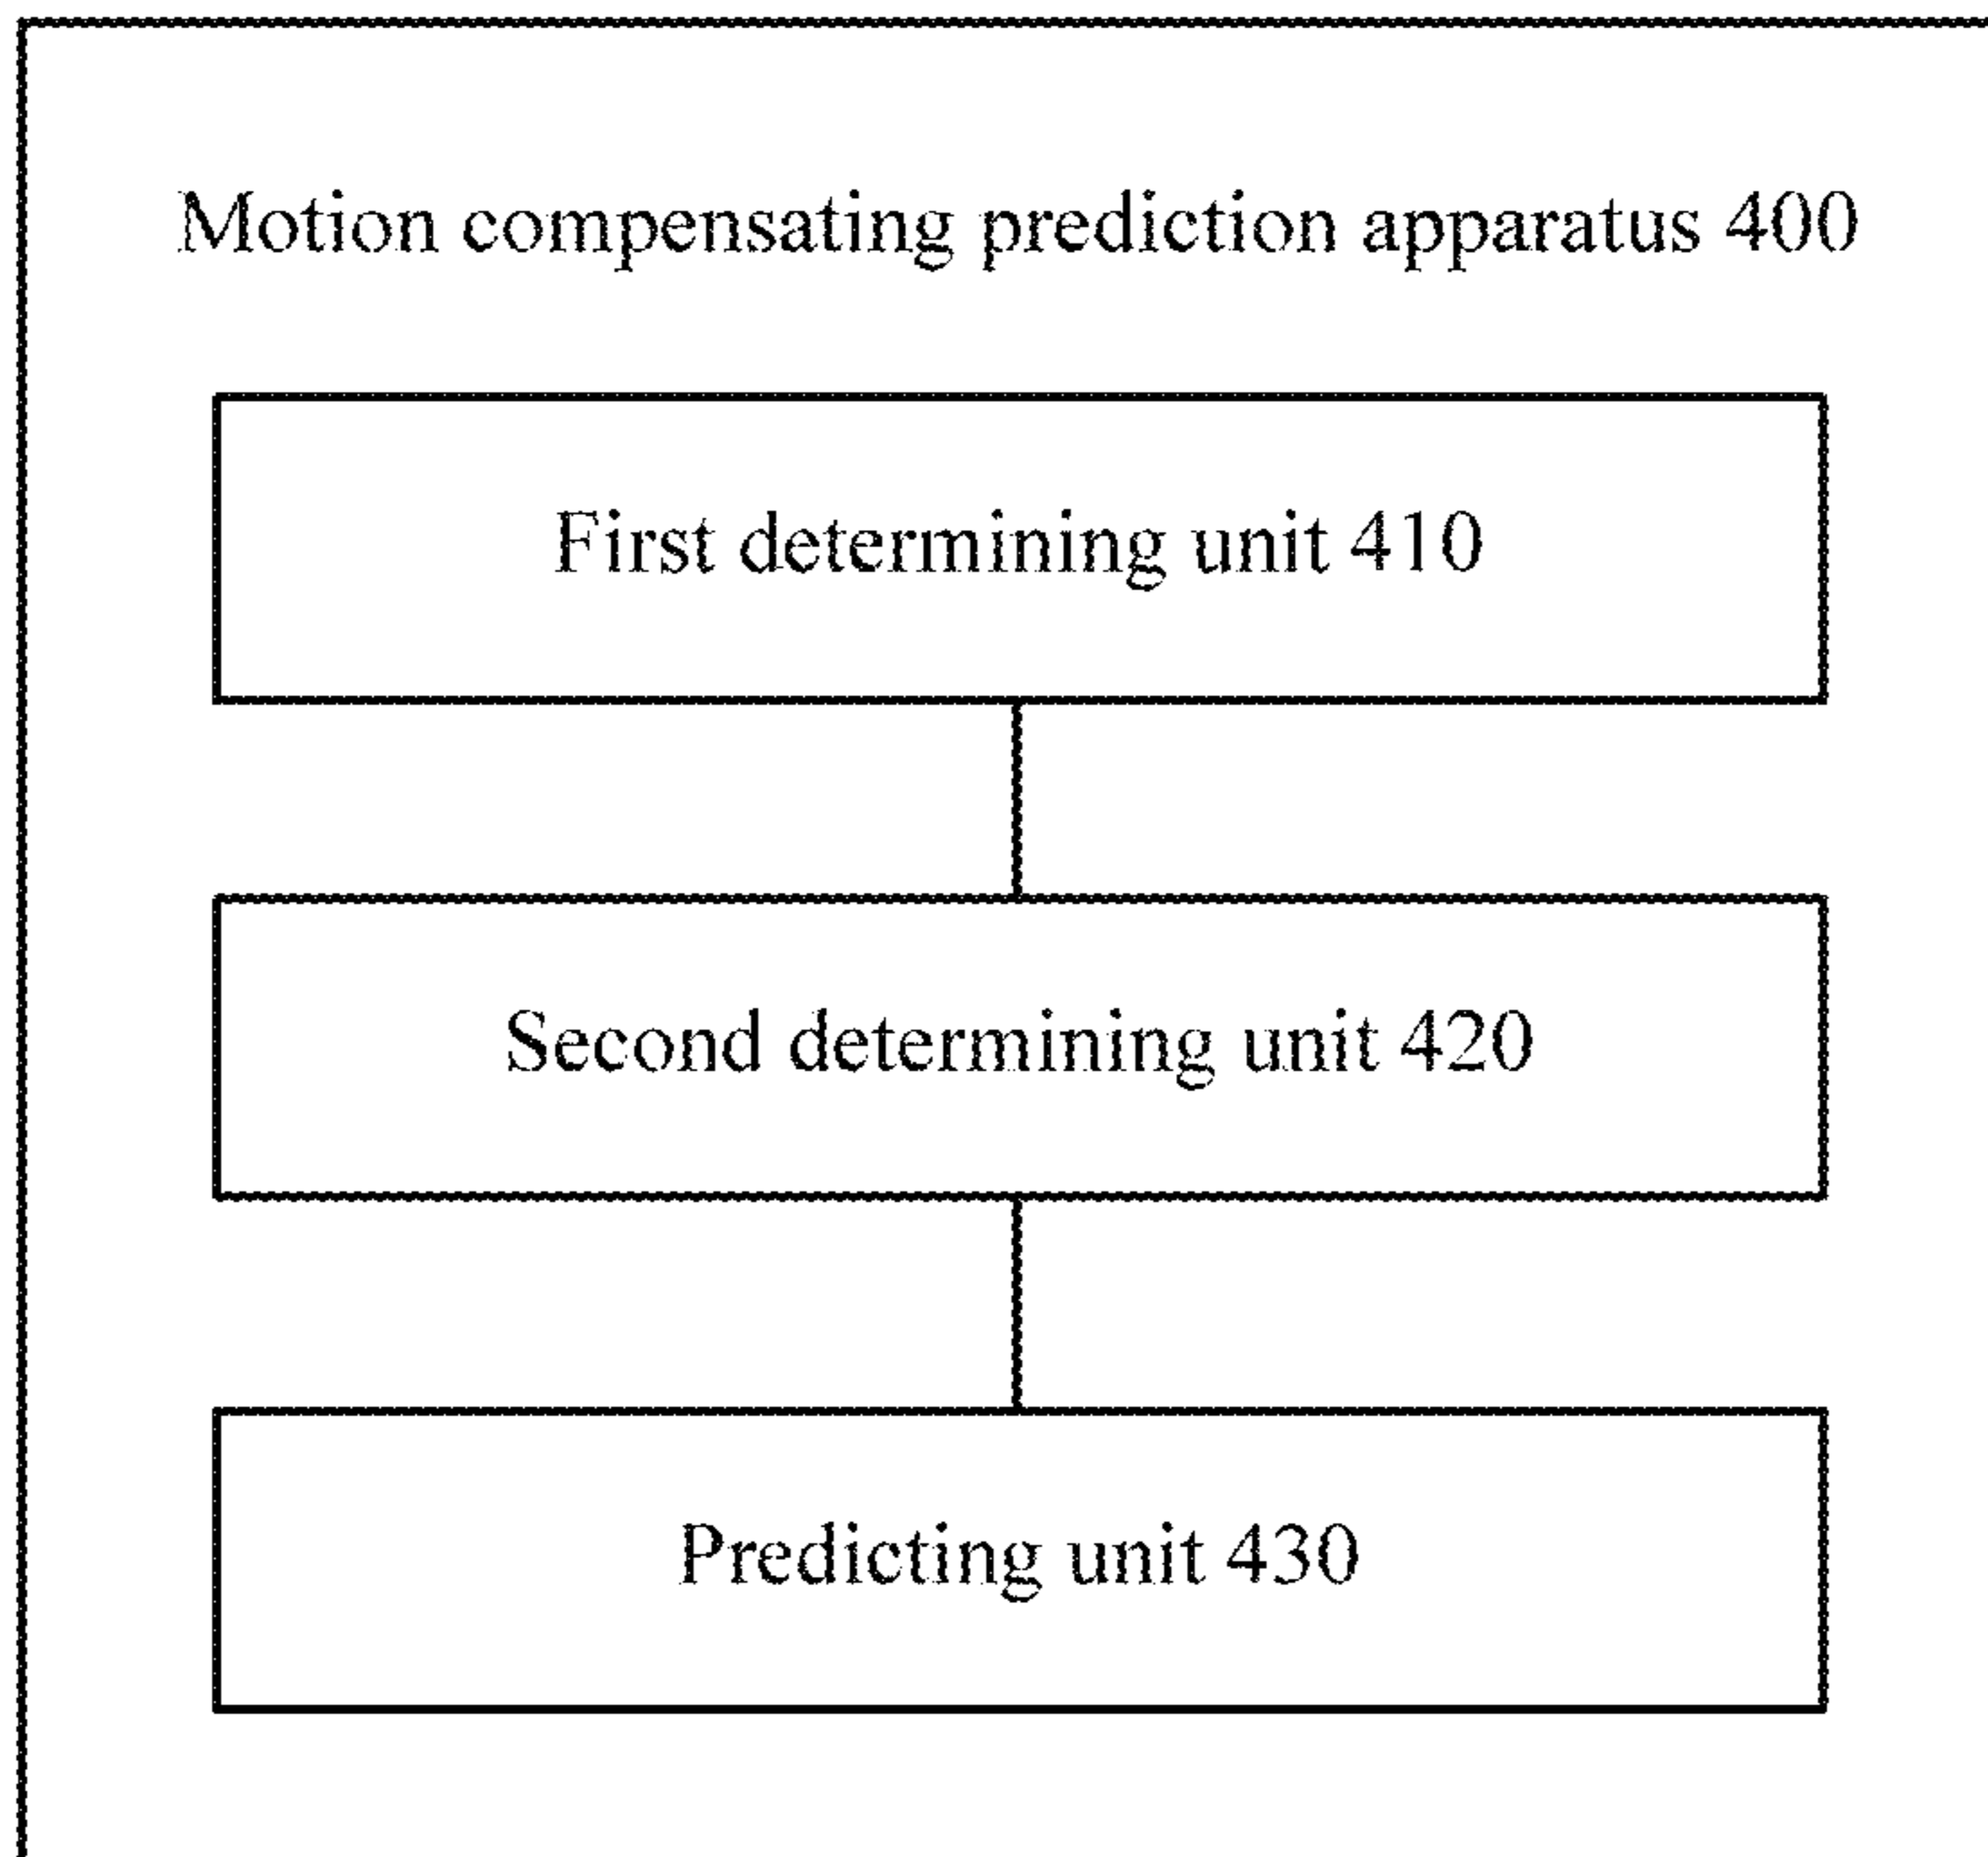 Motion compensating prediction apparatus 400
First determining unit 410
Second determining unit 420
Predicting unit 430